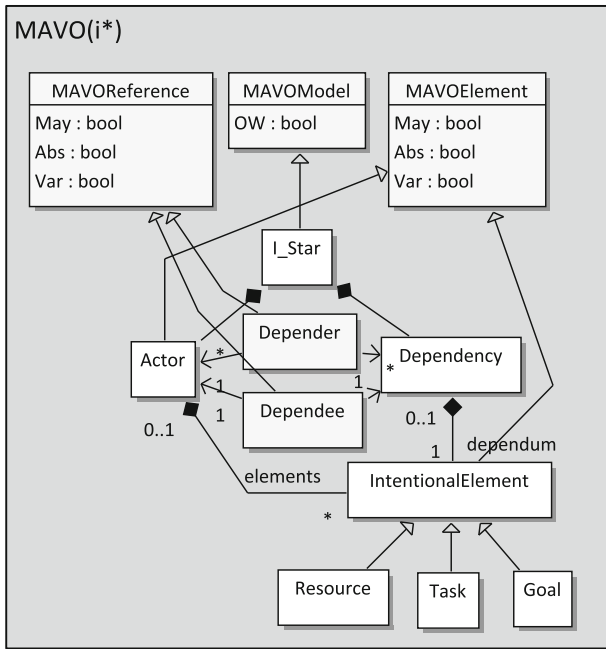 MAVO(i*)
MAVOReference
May : bool
Abs : bool
Var : bool
MAVOModel
OW : bool
MAVOElement
May : bool
Abs : bool
Var : bool
I_Star
Actor
Depender
Dependency
*
*
1
1
1
Dependee
0..1
0..1
1
dependum
elements
IntentionalElement
*
Resource
Task
Goal